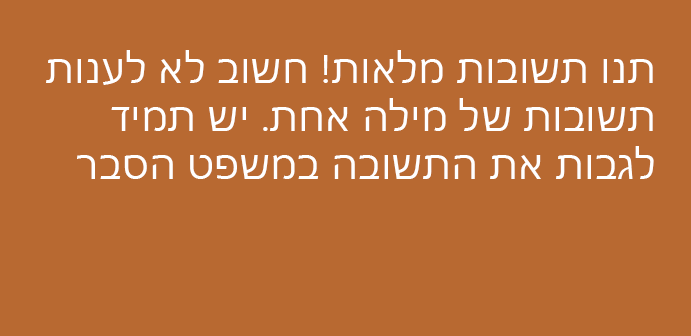 תנו תשובות מלאות! חשוב לא לענות
תשובות של מילה אחת. יש תמיד
לגבות את התשובה במשפט הסבר